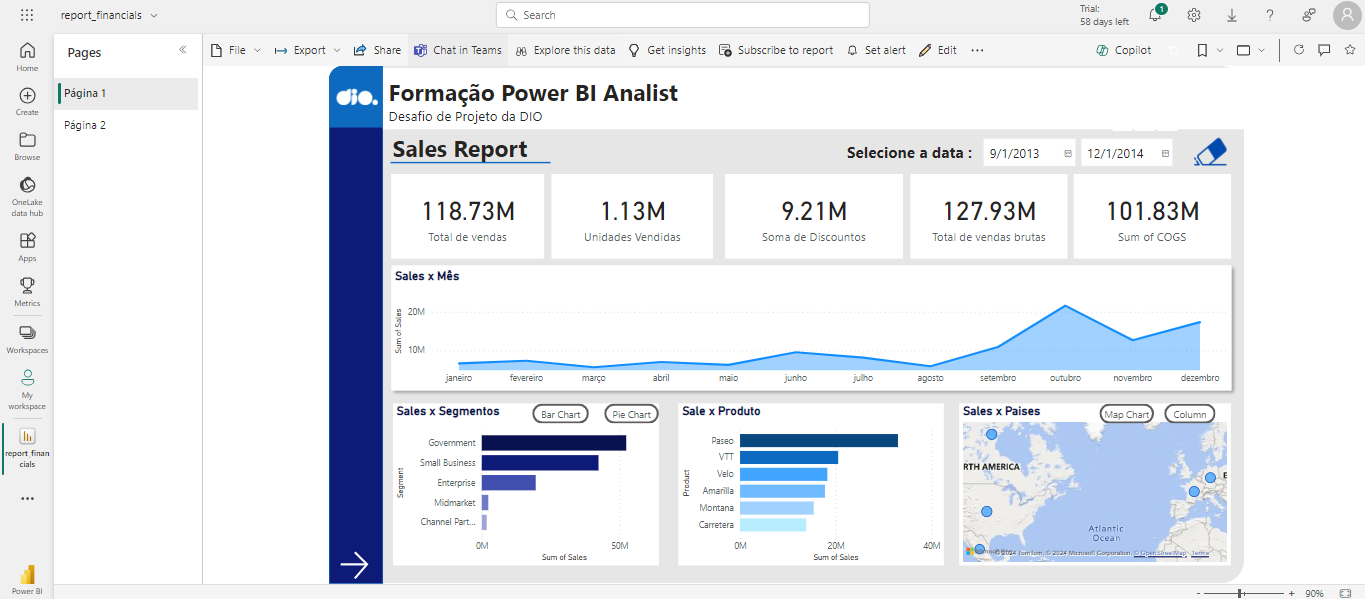 report_financials
Search
Trial:
58 days left
1
Home
Create
Browse
OneLake
data hub
Apps
Metrics
Workspaces
My
workspace
report_finan
cials
Power BI
Pages
Página 1
Página 2
File
Export
Share
Chat in Teams
Explore this data
Get insights
Subscribe to report
Set alert
Edit
Copilot
dio.
Formação Power BI Analist
Desafio de Projeto da DIO
Sales Report
Selecione a data :
9/1/2013
12/1/2014
118.73M
Total de vendas
1.13M
Unidades Vendidas
9.21M
Soma de Discountos
127.93M
Total de vendas brutas
101.83M
Sum of COGS
Sales x Mês
Sum of Sales
20M
10M
janeiro
fevereiro
março
abril
maio
junho
julho
agosto
setembro
outubro
novembro
dezembro
Sales x Segmentos
Bar Chart
Pie Chart
Segment
Government
Small Business
Enterprise
Midmarket
Channel Part...
0M
50M
Sum of Sales
Sale x Produto
Product
Paseo
VTT
Velo
Amarilla
Montana
Carretera
0M
20M
40M
Sum of Sales
Sales x Paises
Map Chart
Column
RTH AMERICA
E
Atlantic
Ocean
© 2024 TomTom, © 2024 Microsoft Corporation, © OpenStreetMap Terms
- + 90%